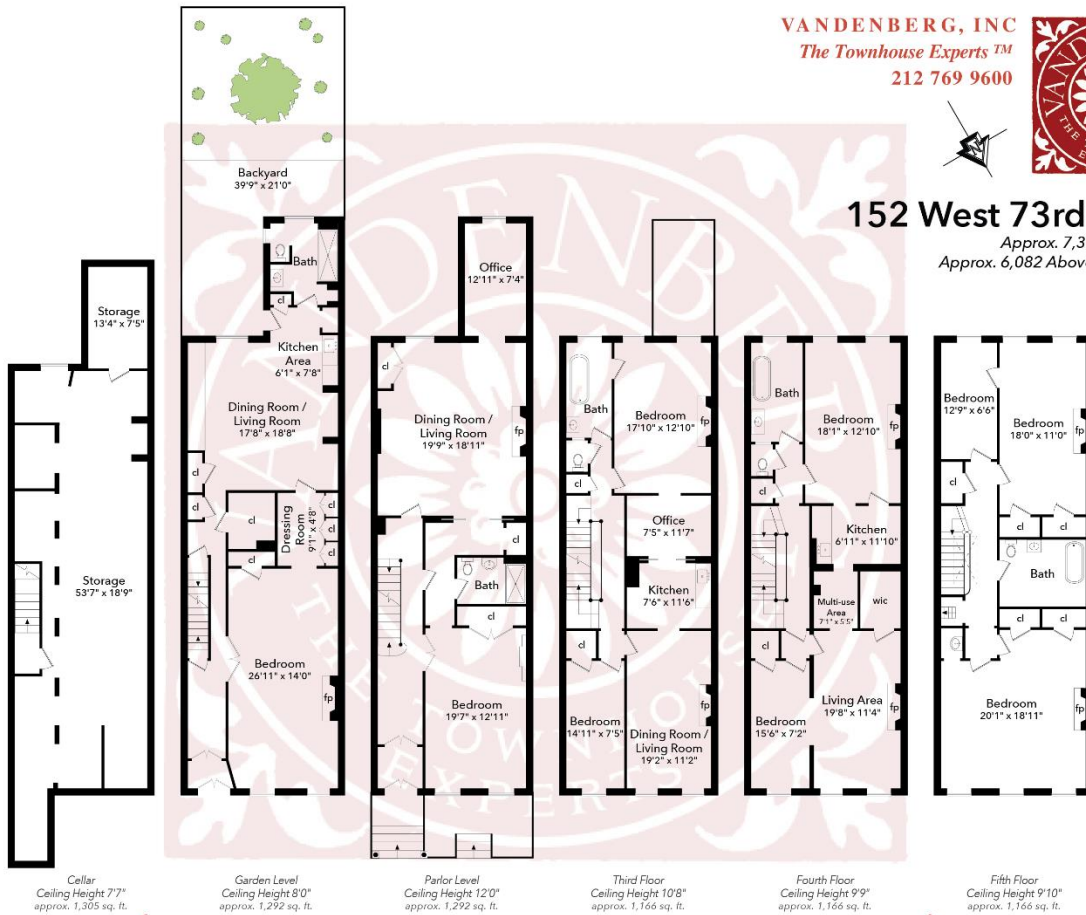 VANDENBERG, INC
The Townhouse Experts ™
212 769 9600
152 West 73rd
Approx. 7,3
Approx. 6,082 Above
Storage
13'4" x 7'5"
Storage
53'7" x 18'9"
Cellar
Ceiling Height 7'7"
approx. 1,305 sq. ft.
Backyard
39'9" x 21'0"
Bath
cl
Kitchen
Area
6'1" x 7'8"
Dining Room /
Living Room
17'8" x 18'8"
cl
cl
cl
cl
Dressing
Room
9'1" x 4'8"
cl
cl
cl
Bedroom
26'11" x 14'0"
fp
Garden Level
Ceiling Height 8'0"
approx. 1,292 sq. ft.
Office
12'11" x 7'4"
cl
Dining Room /
Living Room
19'9" x 18'11"
fp
cl
Bath
cl
Bedroom
19'7" x 12'11"
Parlor Level
Ceiling Height 12'0"
approx. 1,292 sq. ft.
Bath
Bedroom
17'10" x 12'10"
fp
cl
Office
7'5" x 11'7"
Kitchen
7'6" x 11'6"
cl
Bedroom
14'11" x 7'5"
Dining Room /
Living Room
19'2" x 11'2"
fp
Third Floor
Ceiling Height 10'8"
approx. 1,166 sq. ft.
Bath
Bedroom
18'1" x 12'10"
fp
cl
Kitchen
6'11" x 11'10"
Multi-use
Area
7'1" x 5'5"
wic
cl
Living Area
19'8" x 11'4"
fp
Bedroom
15'6" x 7'2"
Fourth Floor
Ceiling Height 9'9"
approx. 1,166 sq. ft.
Bedroom
12'9" x 6'6"
Bedroom
18'0" x 11'0"
fp
cl
cl
cl
Bath
cl
cl
Bedroom
20'1" x 18'11"
fp
Fifth Floor
Ceiling Height 9'10"
approx. 1,166 sq. ft.
VANDENBERG
THE TOWNHOUSE
EXPERTS